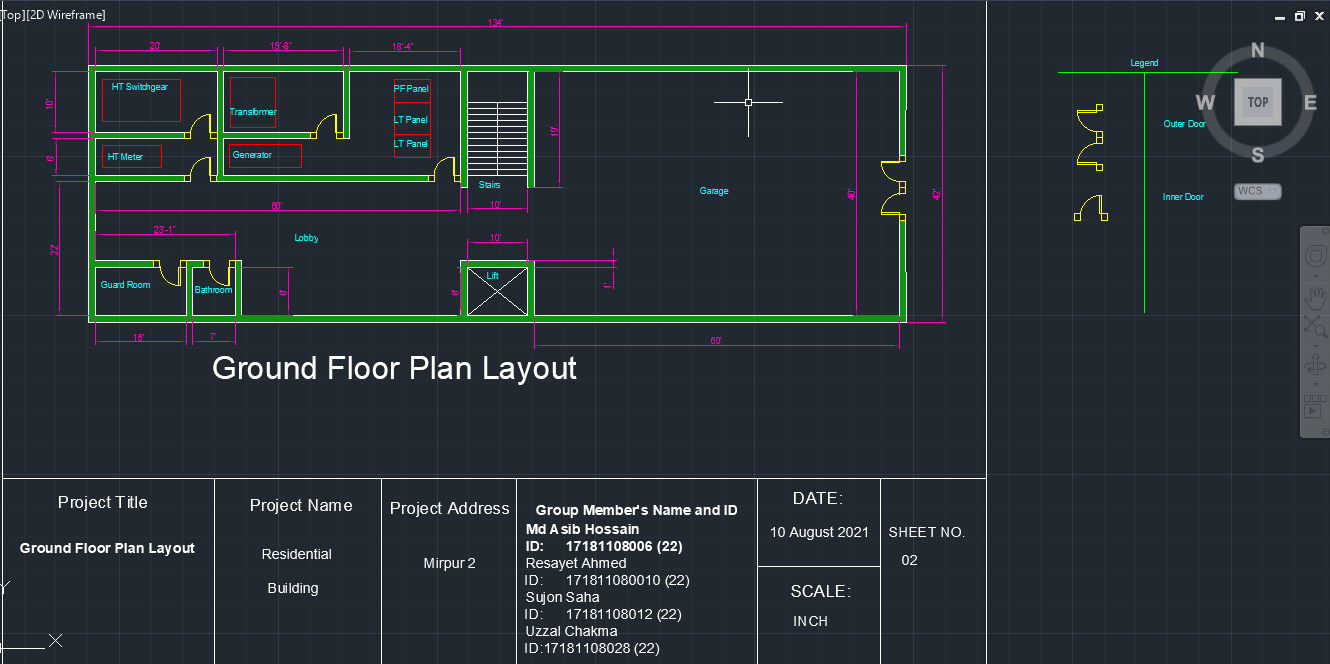 [Top][2D Wireframe]
134'
20'
19'-8"
18'-4"
HT Switchgear
Transformer
PF Panel
LT Panel
LT Panel
10'
HT Meter
Generator
6'
Stairs
19'
10'
60'
Garage
40'
42'
23'-1"
Lobby
22'
10'
Lift
Guard Room
Bathroom
8'
8'
1'
15'
7'
60'
Ground Floor Plan Layout
Legend
Outer Door
Inner Door
N
W
TOP
E
S
WCS
Project Title
Ground Floor Plan Layout
Project Name
Residential
Building
Project Address
Mirpur 2
Group Member's Name and ID
Md Asib Hossain
ID: 17181108006 (22)
Resayet Ahmed
ID: 171811080010 (22)
Sujon Saha
ID: 17181108012 (22)
Uzzal Chakma
ID:17181108028 (22)
DATE:
10 August 2021
SCALE:
INCH
SHEET NO.
02
Y
X